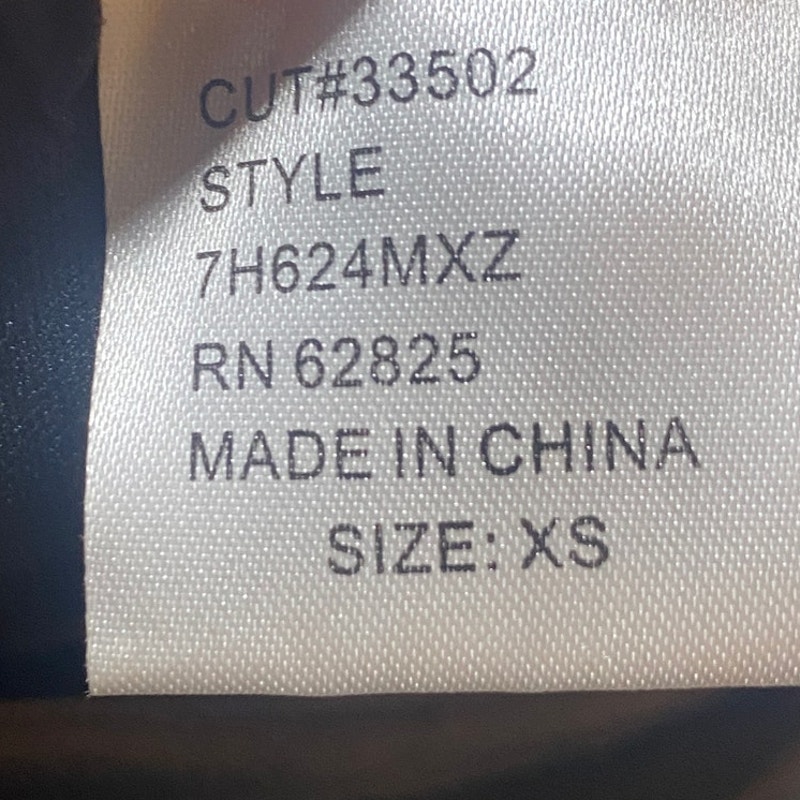 CUT#33502
STYLE
7H624MXZ
RN 62825
MADE IN CHINA
SIZE: XS